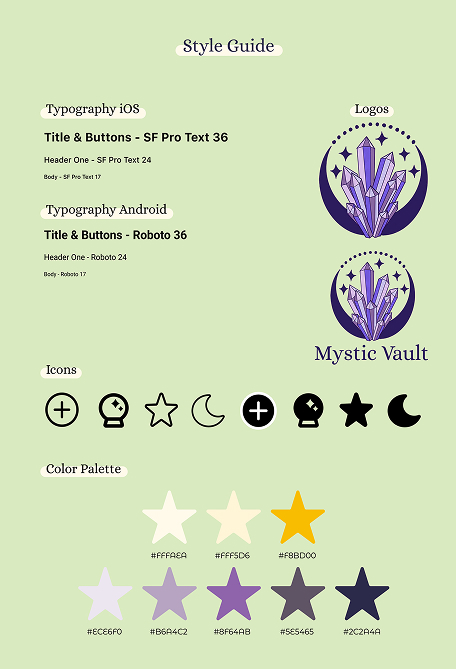 Style Guide
Typography iOS
Title & Buttons - SF Pro Text 36
Header One - SF Pro Text 24
Body - SF Pro Text 17
Typography Android
Title & Buttons - Roboto 36
Header One - Roboto 24
Body - Roboto 17
Logos
Mystic Vault
Icons
Color Palette
#FFFAEA
#FFF5D6
#F8BD00
#ECE6F0
#B6A4C2
#8F64AB
#5E5465
#2C2A4A